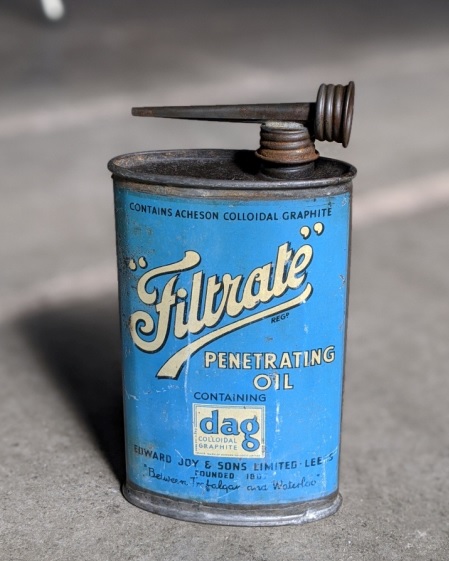 CONTAINS ACHESON COLLOIDAL GRAPHITE
"Filtrate"
REGD
PENETRATING
OIL
CONTAINING
dag
COLLOIDAL
GRAPHITE
EDWARD JOY & SONS LIMITED · LEEDS
FOUNDED
"Between Trafalgar and Waterloo"